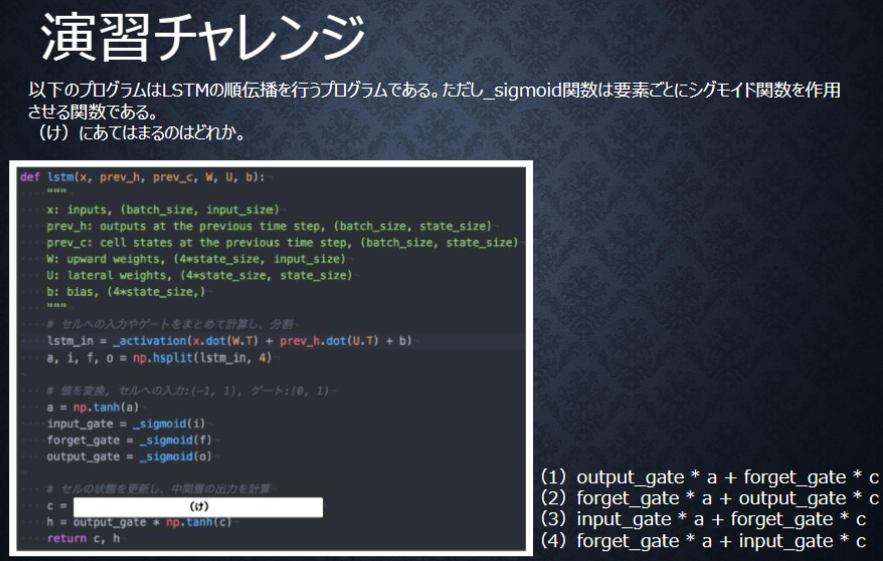 演習チャレンジ
以下のプログラムはLSTMの順伝播を行うプログラムである。ただし_sigmoid関数は要素ごとにシグモイド関数を作用
させる関数である。
（け）にあてはまるのはどれか。
def lstm(x, prev_h, prev_c, W, U, b):
"""
x: inputs, (batch_size, input_size)
prev_h: outputs at the previous time step, (batch_size, state_size)
prev_c: cell states at the previous time step, (batch_size, state_size)
W: upward weights, (4*state_size, input_size)
U: lateral weights, (4*state_size, state_size)
b: bias, (4*state_size,)
"""
# セルへの入力やゲートをまとめて計算し、分割
lstm_in = _activation(x.dot(W.T) + prev_h.dot(U.T) + b)
a, i, f, o = np.hsplit(lstm_in, 4)
# 値を変換, セルへの入力:(-1, 1), ゲート:(0, 1)
a = np.tanh(a)
input_gate = _sigmoid(i)
forget_gate = _sigmoid(f)
output_gate = _sigmoid(o)
# セルの状態を更新し、中間層の出力を計算
c = （け）
h = output_gate * np.tanh(c)
return c, h
（1）output_gate * a + forget_gate * c
（2）forget_gate * a + output_gate * c
（3）input_gate * a + forget_gate * c
（4）forget_gate * a + input_gate * c